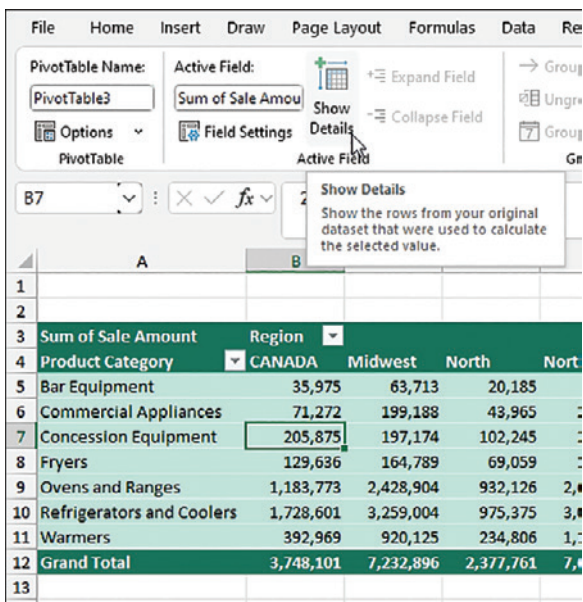 File Home Insert Draw Page Layout Formulas Data
PivotTable Name: Active Field:
PivotTable3 Sum of Sale Amou Show Details Expand Field
Options Field Settings Collapse Field
PivotTable Active Field
B7 fx 2
Show Details
Show the rows from your original
dataset that were used to calculate
the selected value.
A B
1
2
3 Sum of Sale Amount Region
4 Product Category CANADA Midwest North
5 Bar Equipment 35,975 63,713 20,185
6 Commercial Appliances 71,272 199,188 43,965
7 Concession Equipment 205,875 197,174 102,245
8 Fryers 129,636 164,789 69,059
9 Ovens and Ranges 1,183,773 2,428,904 932,126
10 Refrigerators and Coolers 1,728,601 3,259,004 975,375
11 Warmers 392,969 920,125 234,806
12 Grand Total 3,748,101 7,232,896 2,377,761
13